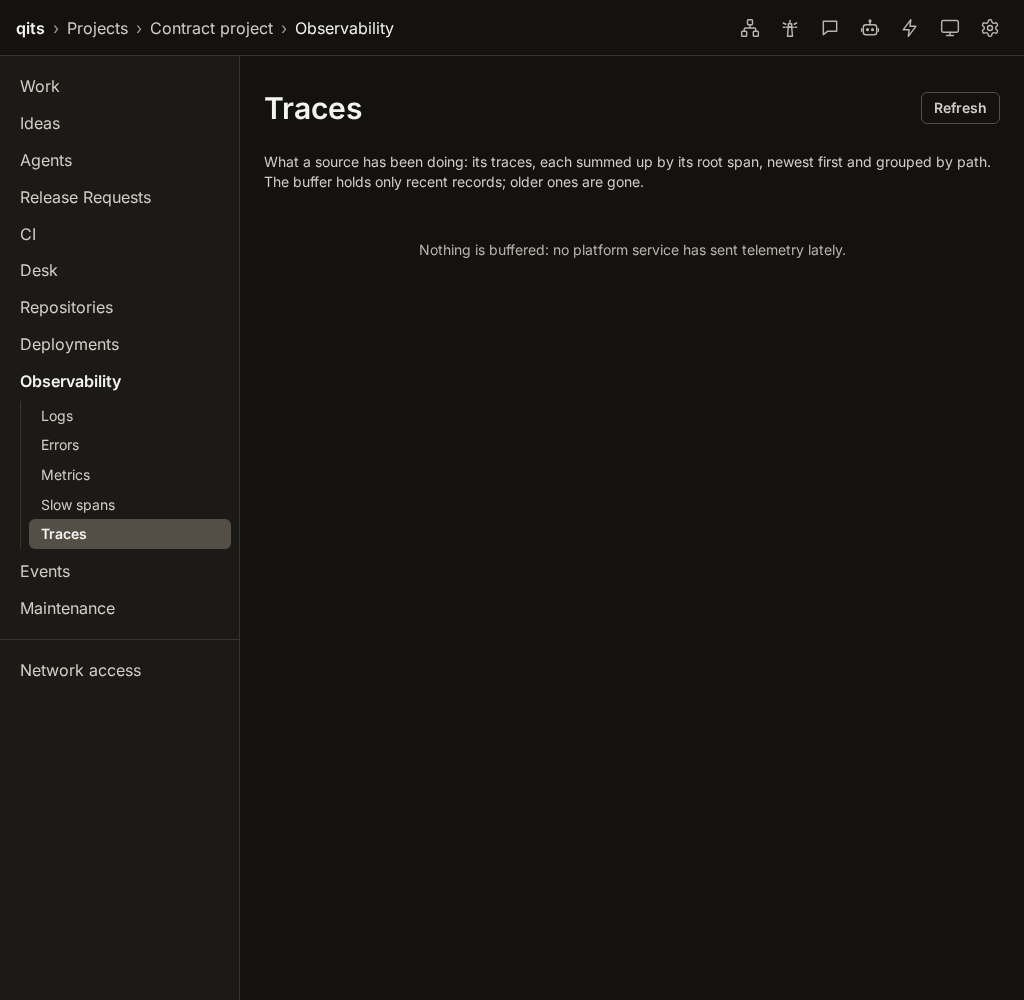 qits › Projects › Contract project › Observability
Work
Ideas
Agents
Release Requests
CI
Desk
Repositories
Deployments
Observability
Logs
Errors
Metrics
Slow spans
Traces
Events
Maintenance
Network access
Traces
Refresh
What a source has been doing: its traces, each summed up by its root span, newest first and grouped by path.
The buffer holds only recent records; older ones are gone.
Nothing is buffered: no platform service has sent telemetry lately.